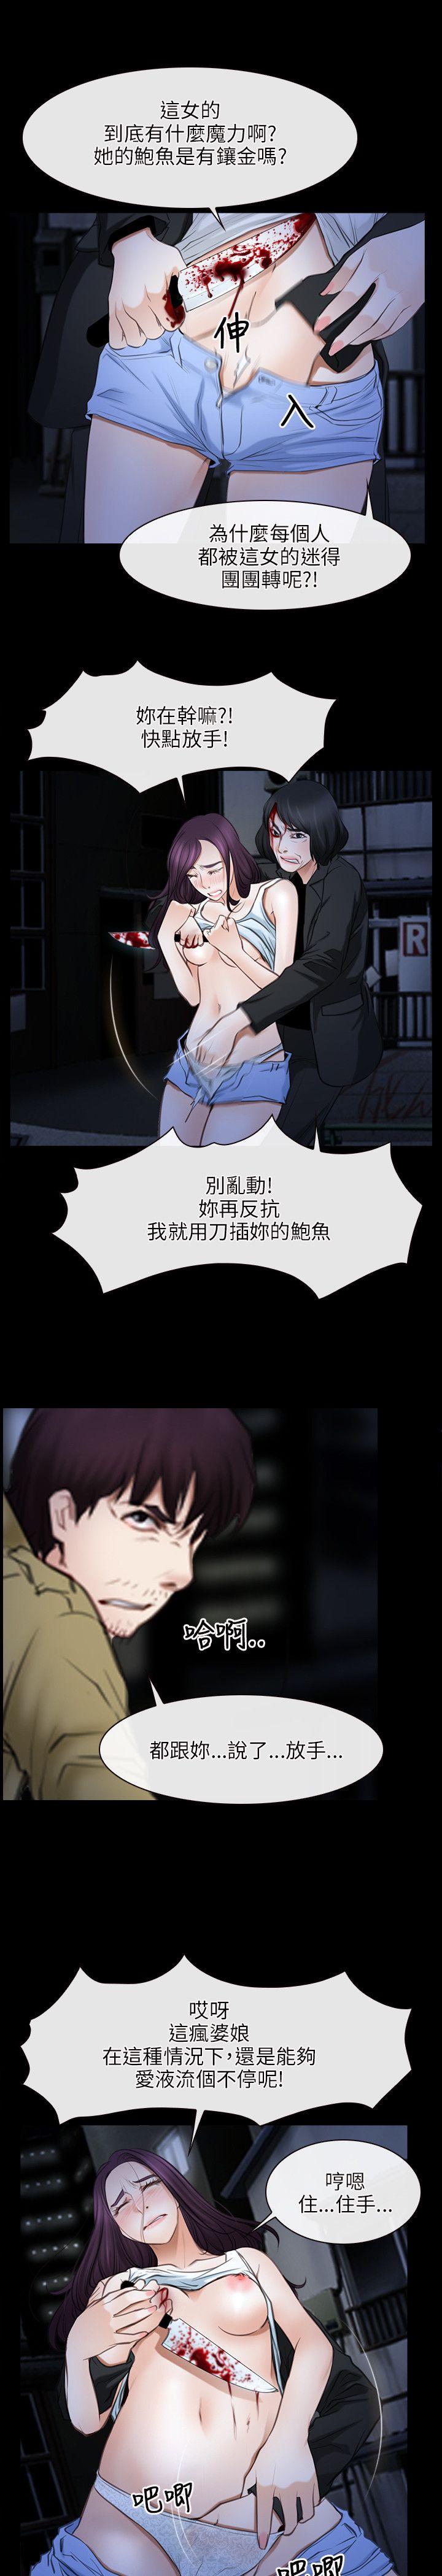 這女的
到底有什麼魔力啊?
她的鮑魚是有鑲金嗎?
伸
入
為什麼每個人
都被這女的迷得
團團轉呢?!
妳在幹嘛?!
快點放手!
R
別亂動!
妳再反抗
我就用刀插妳的鮑魚
哈啊..
都跟妳...說了...放手...
哎呀
這瘋婆娘
在這種情況下,還是能夠
愛液流個不停呢!
哼嗯
住...住手...
吧唧
吧唧